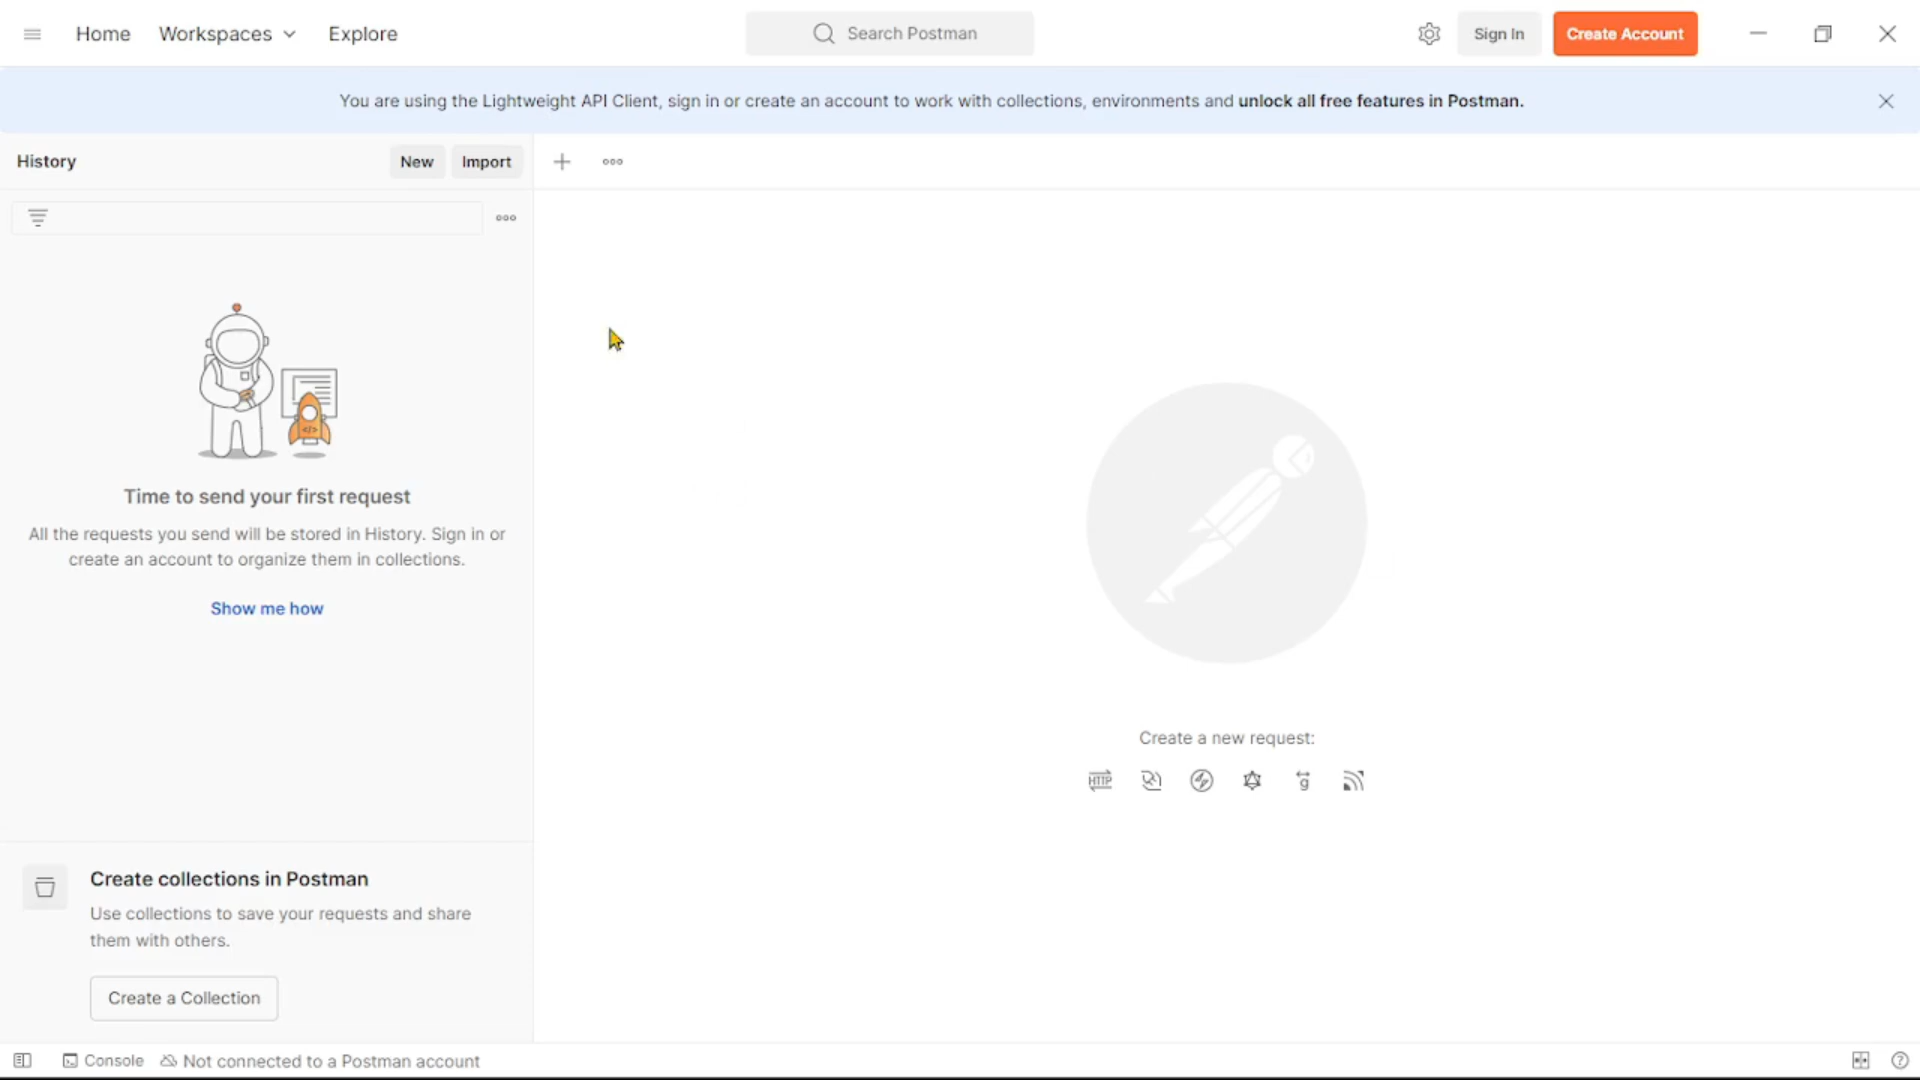 Home Workspaces Explore Search Postman Sign In Create Account
You are using the Lightweight API Client, sign in or create an account to work with collections, environments and unlock all free features in Postman.
History New Import
Time to send your first request
All the requests you send will be stored in History. Sign in or
create an account to organize them in collections.
Show me how
Create a new request:
HTTP
g
Create collections in Postman
Use collections to save your requests and share
them with others.
Create a Collection
Console Not connected to a Postman account